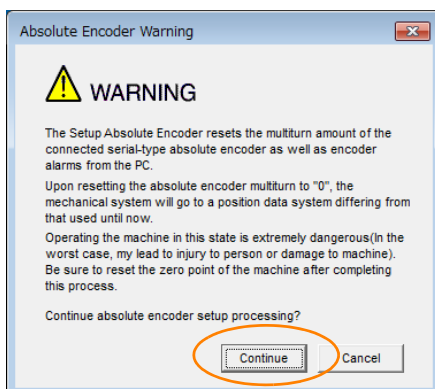 Absolute Encoder Warning
WARNING
The Setup Absolute Encoder resets the multiturn amount of the
connected serial-type absolute encoder as well as encoder
alarms from the PC.
Upon resetting the absolute encoder multiturn to "0", the
mechanical system will go to a position data system differing from
that used until now.
Operating the machine in this state is extremely dangerous(In the
worst case, my lead to injury to person or damage to machine).
Be sure to reset the zero point of the machine after completing
this process.
Continue absolute encoder setup processing?
Continue
Cancel